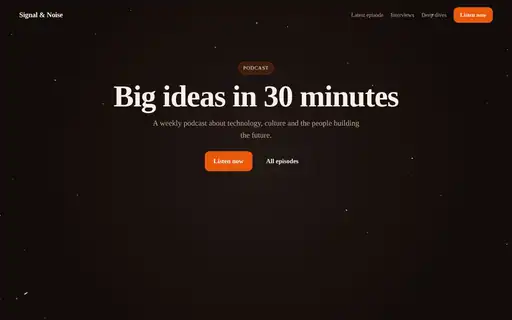 Signal & Noise
Latest episode Interviews Deep dives Listen now
PODCAST
Big ideas in 30 minutes
A weekly podcast about technology, culture and the people building
the future.
Listen now All episodes